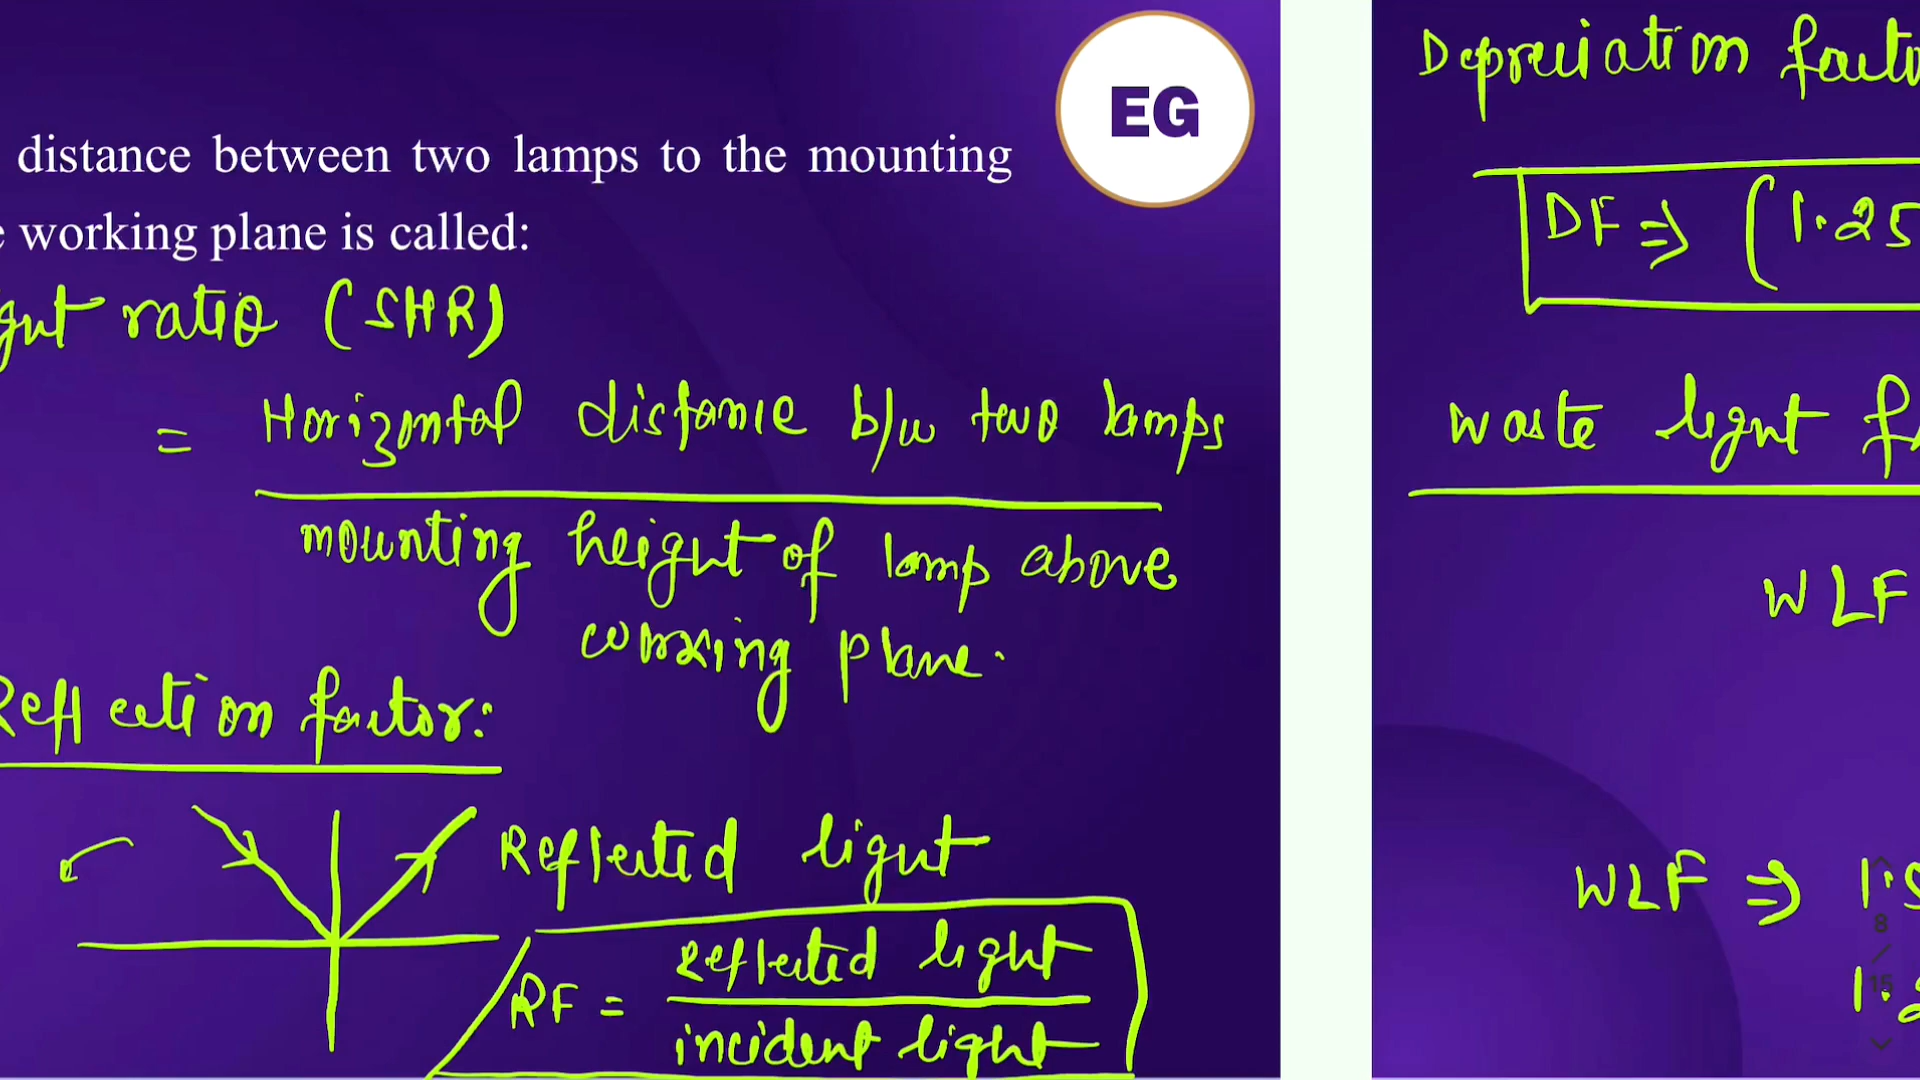 EG
distance between two lamps to the mounting
working plane is called:
ratio (SHR)
= Horizontal distance b/w two lamps
mounting height of lamp above
working plane.
Reflection factor:
Reflected light
RF = Reflected light
incident light
Depreciation
DF ⇒ (1.25
waste light
WLF
WLF ⇒
8
/
15